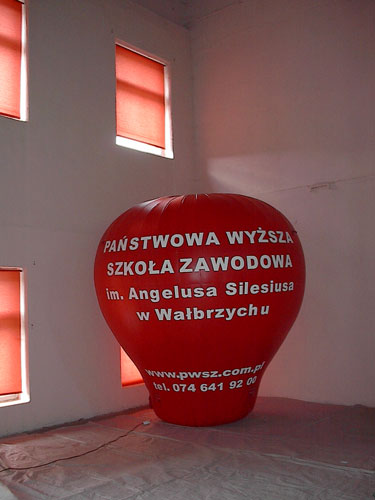 PAŃSTWOWA WYŻSZA
SZKOŁA ZAWODOWA
im. Angelusa Silesiusa
w Wałbrzychu
www.pwsz.com.pl
tel. 074 641 92 00